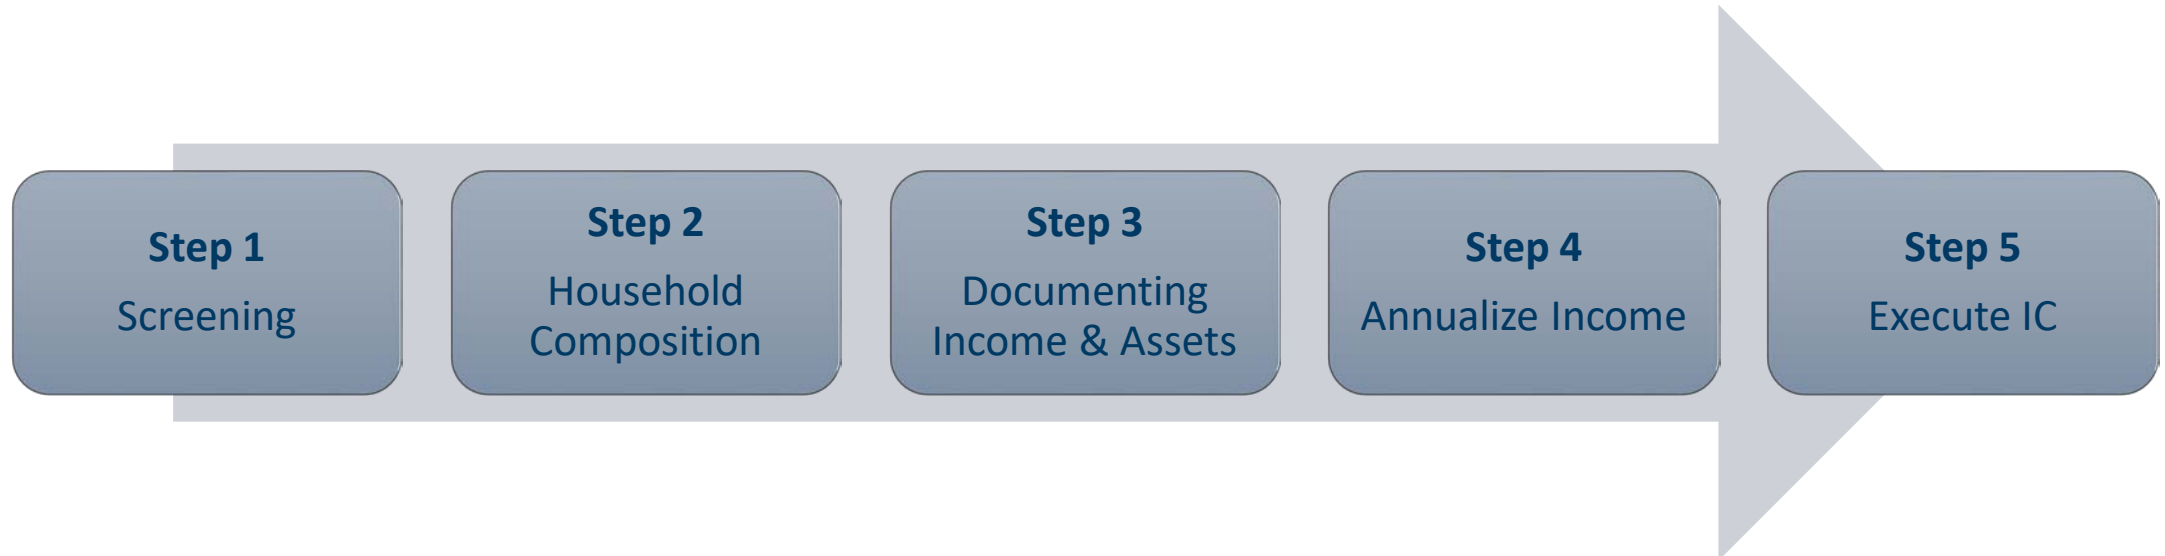 Step 1
Screening
Step 2
Household
Composition
Step 3
Documenting
Income & Assets
Step 4
Annualize Income
Step 5
Execute IC